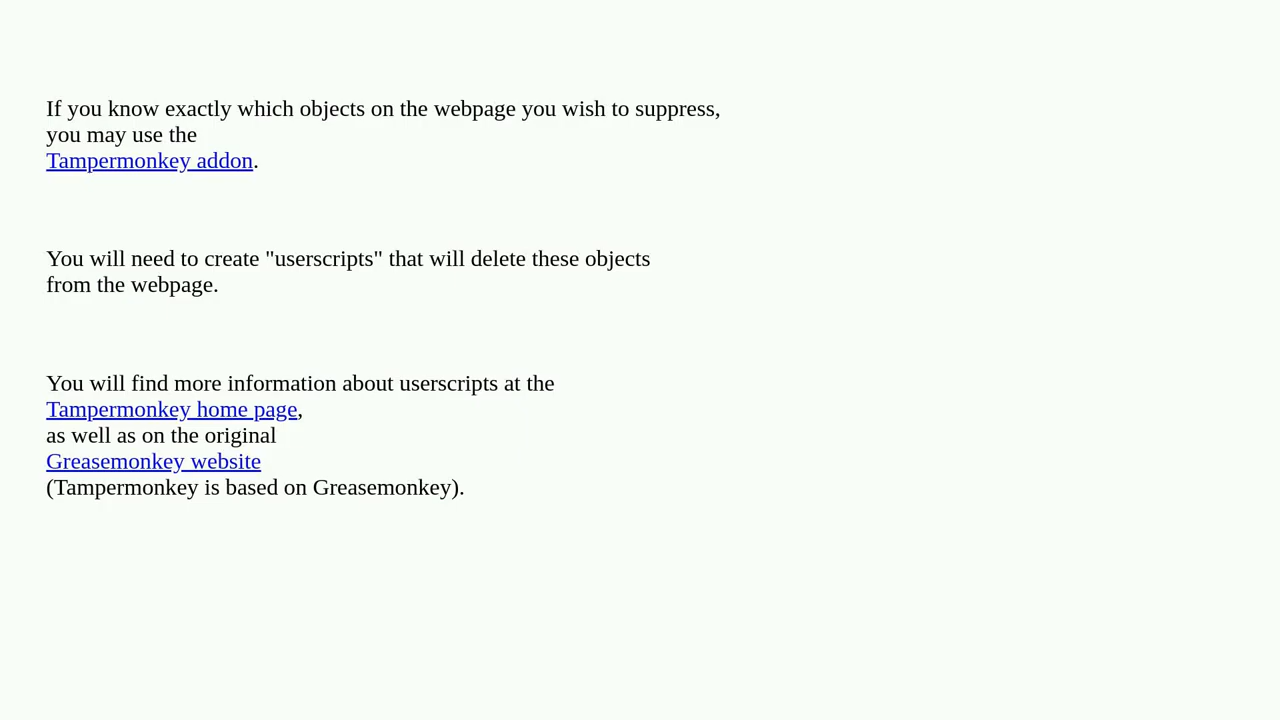 If you know exactly which objects on the webpage you wish to suppress,
you may use the
Tampermonkey addon.
You will need to create "userscripts" that will delete these objects
from the webpage.
You will find more information about userscripts at the
Tampermonkey home page,
as well as on the original
Greasemonkey website
(Tampermonkey is based on Greasemonkey).